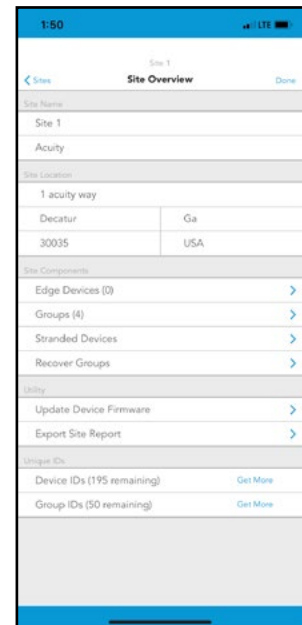 1:50 LTE
Site 1
Sites Site Overview Done
Site Name
Site 1
Acuity
Site Location
1 acuity way
Decatur Ga
30035 USA
Site Components
Edge Devices (0)
Groups (4)
Stranded Devices
Recover Groups
Utility
Update Device Firmware
Export Site Report
Unique IDs
Device IDs (195 remaining) Get More
Group IDs (50 remaining) Get More